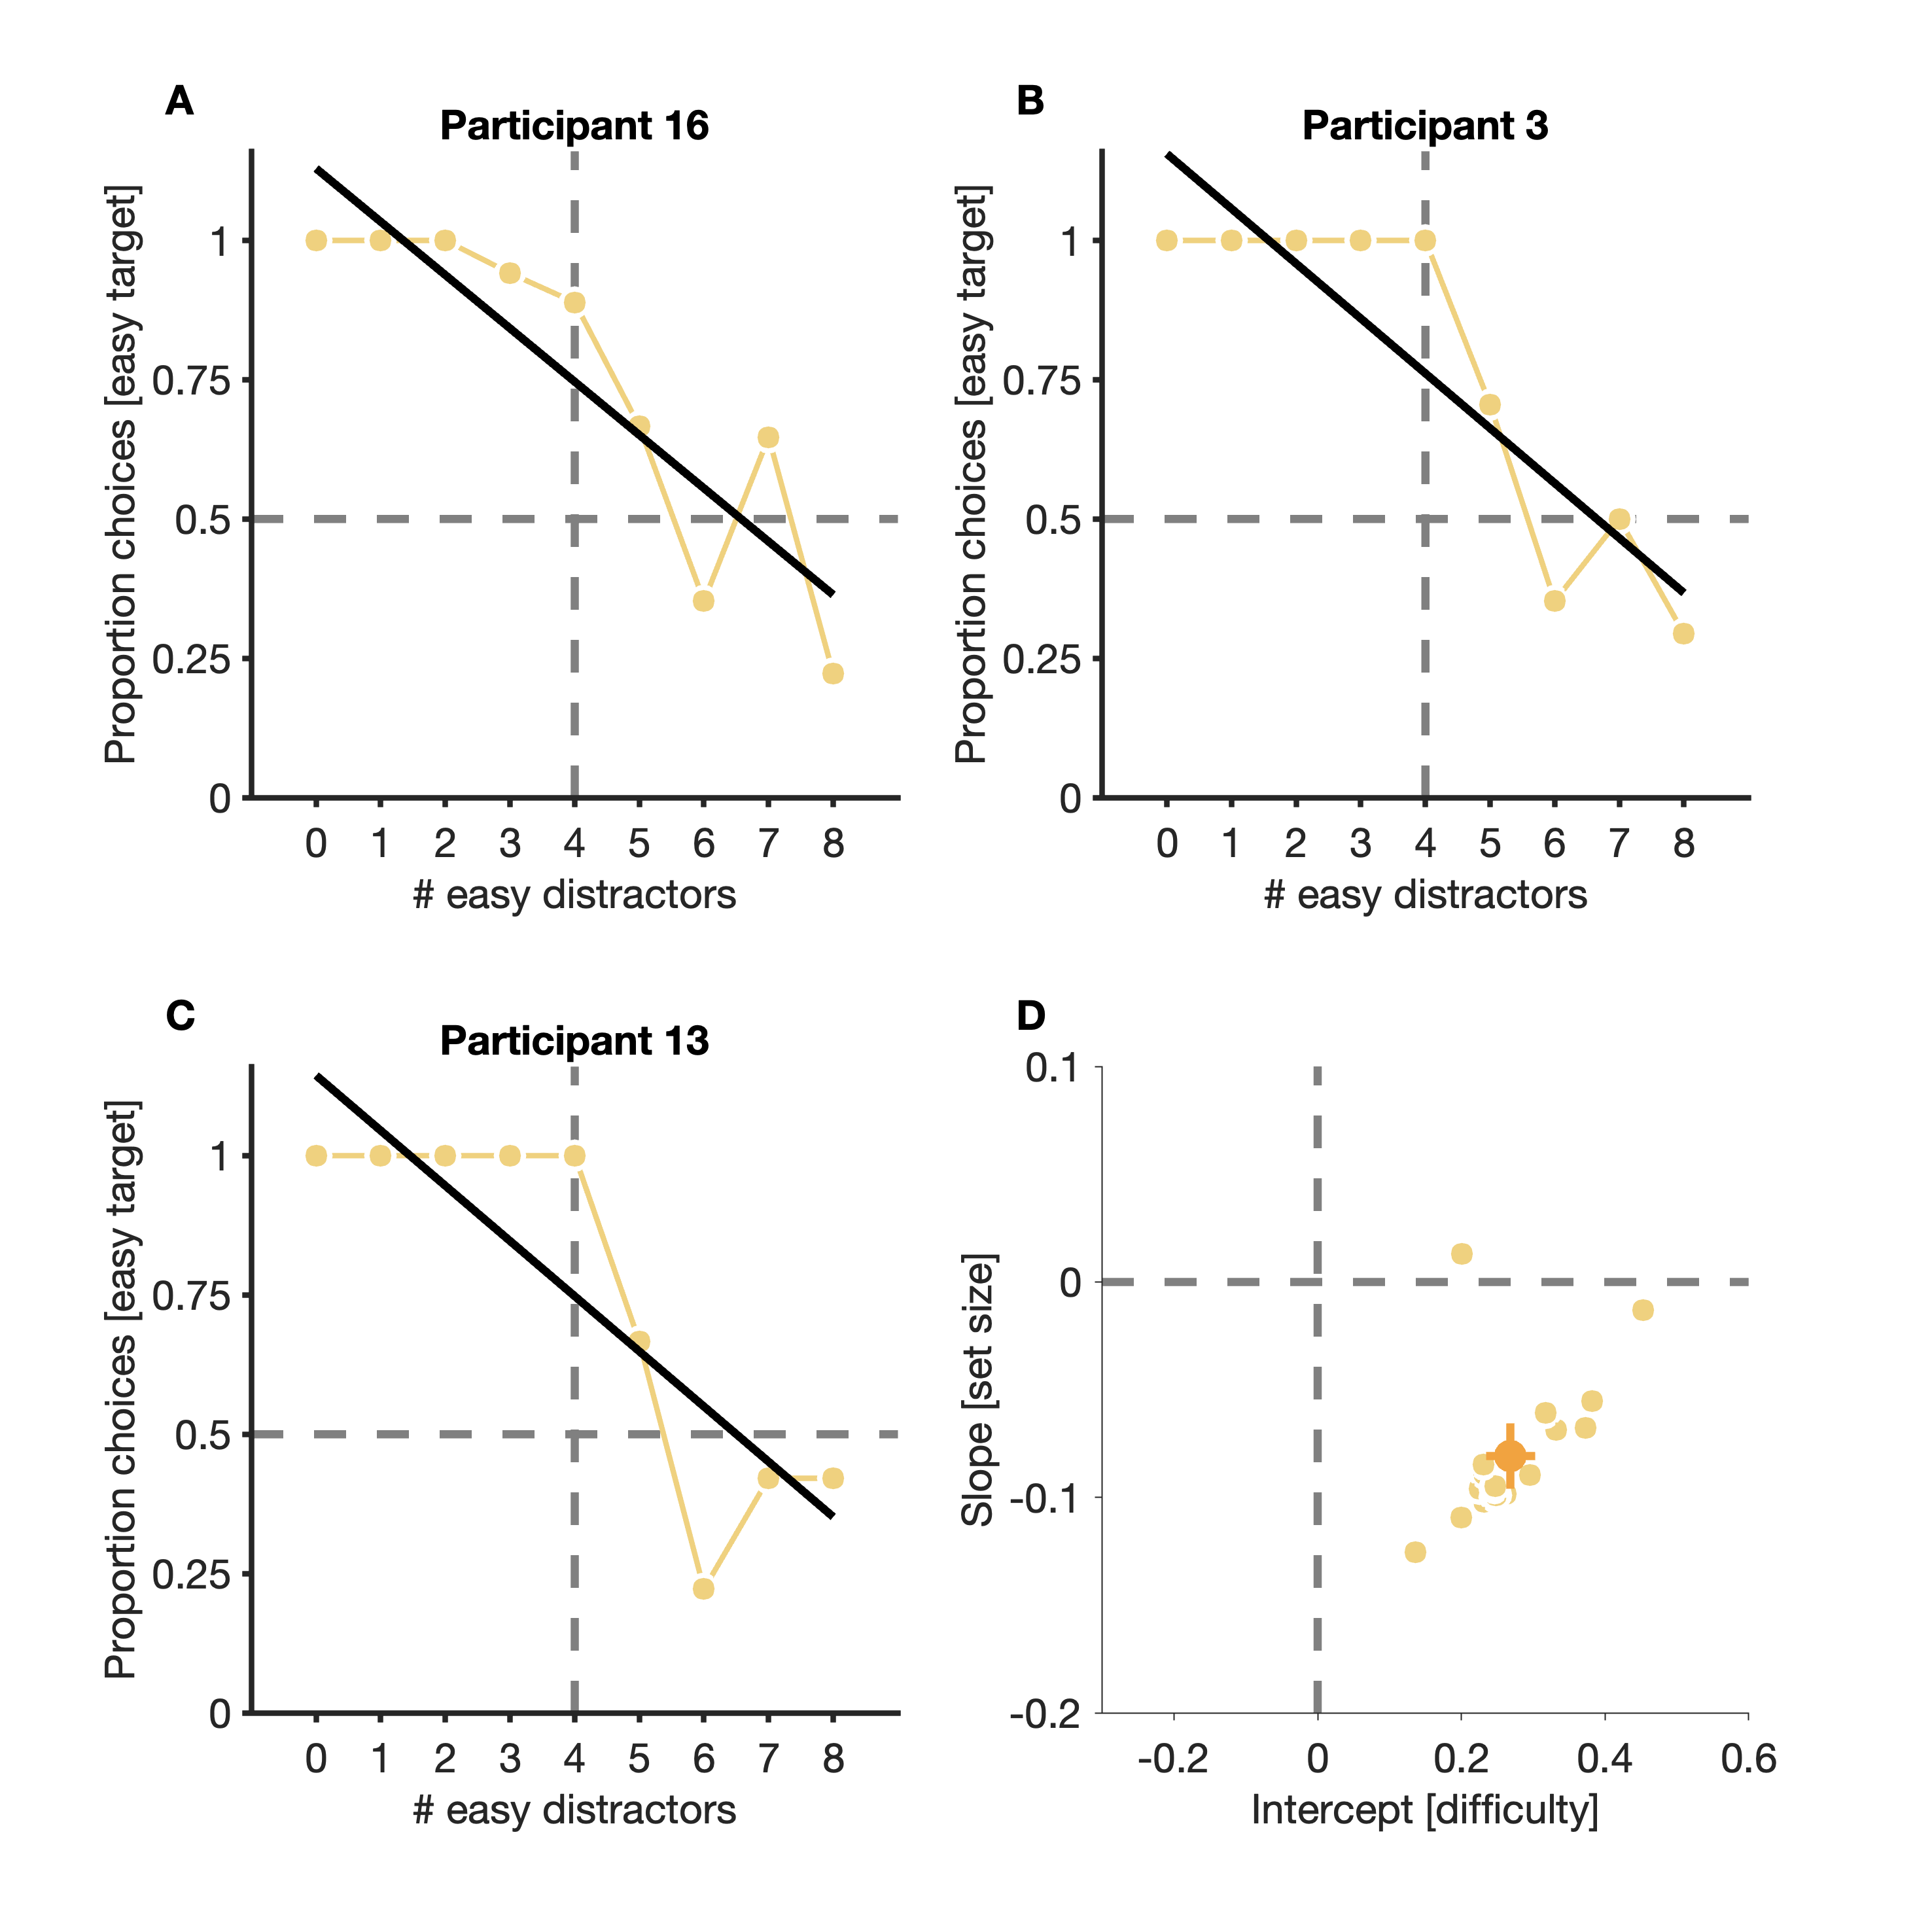 A
Participant 16
Proportion choices [easy target]
1
0.75
0.5
0.25
0
0 1 2 3 4 5 6 7 8
# easy distractors
B
Participant 3
Proportion choices [easy target]
1
0.75
0.5
0.25
0
0 1 2 3 4 5 6 7 8
# easy distractors
C
Participant 13
Proportion choices [easy target]
1
0.75
0.5
0.25
0
0 1 2 3 4 5 6 7 8
# easy distractors
D
Slope [set size]
0.1
0
-0.1
-0.2
-0.2 0 0.2 0.4 0.6
Intercept [difficulty]